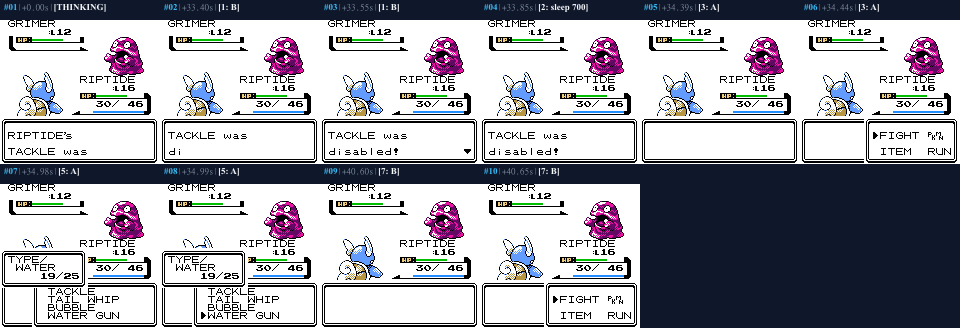 #01|+0.00s| [THINKING]
GRIMER
:L12
HP:
RIPTIDE
:L16
HP:
30/ 46
RIPTIDE's
TACKLE was
#02|+33.40s| [1: B]
GRIMER
:L12
HP:
RIPTIDE
:L16
HP:
30/ 46
TACKLE was
di
#03|+33.55s| [1: B]
GRIMER
:L12
HP:
RIPTIDE
:L16
HP:
30/ 46
TACKLE was
disabled!
#04|+33.85s| [2: sleep 700]
GRIMER
:L12
HP:
RIPTIDE
:L16
HP:
30/ 46
TACKLE was
disabled!
#05|+34.39s| [3: A]
GRIMER
:L12
HP:
RIPTIDE
:L16
HP:
30/ 46
#06|+34.44s| [3: A]
GRIMER
:L12
HP:
RIPTIDE
:L16
HP:
30/ 46
▶FIGHT PKMN
ITEM RUN
#07|+34.98s| [5: A]
GRIMER
:L12
HP:
RIPTIDE
:L16
30/ 46
TYPE/
WATER
19/25
TACKLE
TAIL WHIP
BUBBLE
WATER GUN
#08|+34.99s| [5: A]
GRIMER
:L12
HP:
RIPTIDE
:L16
30/ 46
TYPE/
WATER
19/25
TACKLE
TAIL WHIP
BUBBLE
▶WATER GUN
#09|+40.60s| [7: B]
GRIMER
:L12
HP:
RIPTIDE
:L16
HP:
30/ 46
#10|+40.65s| [7: B]
GRIMER
:L12
HP:
RIPTIDE
:L16
HP:
30/ 46
▶FIGHT PKMN
ITEM RUN